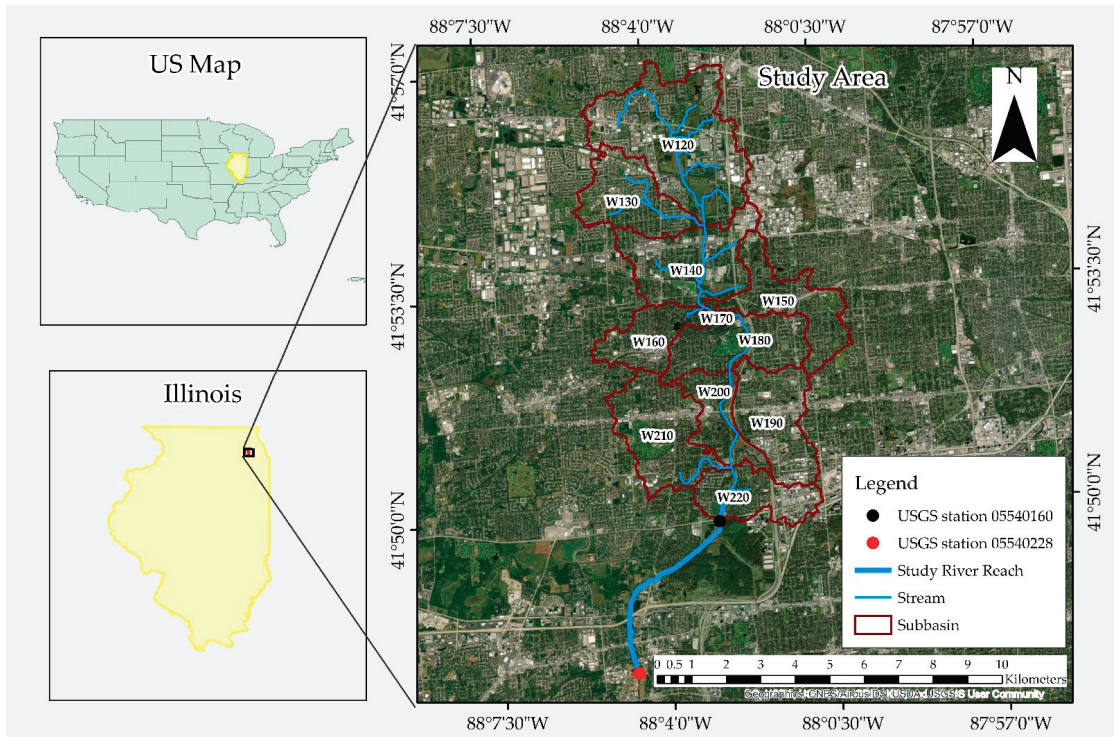 US Map
Illinois
88°7'30"W
88°4'0"W
88°0'30"W
87°57'0"W
Study Area
N
41°57'0"N
41°53'30"N
41°50'0"N
41°53'30"N
41°50'0"N
W120
W130
W140
W150
W170
W160
W180
W200
W190
W210
W220
Legend
USGS station 05540160
USGS station 05540228
Study River Reach
Stream
Subbasin
0 0.5 1 2 3 4 5 6 7 8 9 10
Kilometers
User Community
88°7'30"W
88°4'0"W
88°0'30"W
87°57'0"W